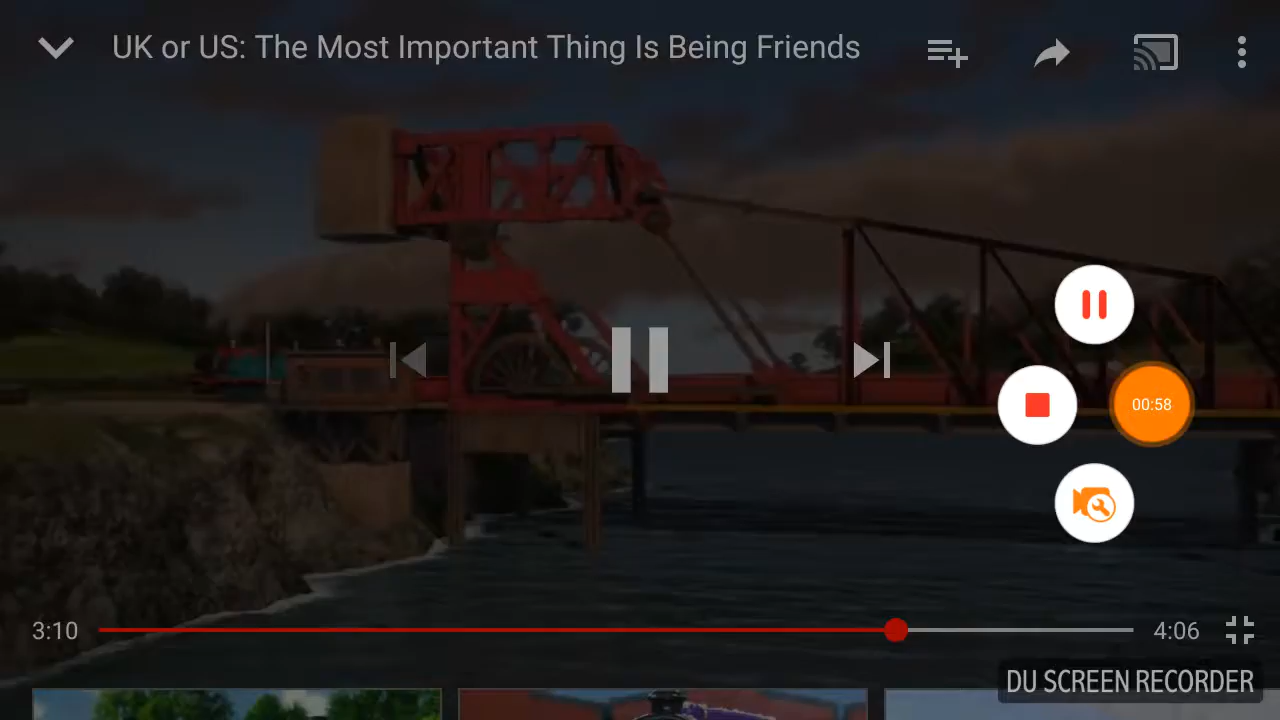 UK or US: The Most Important Thing Is Being Friends
00:58
3:10
4:06
DU SCREEN RECORDER